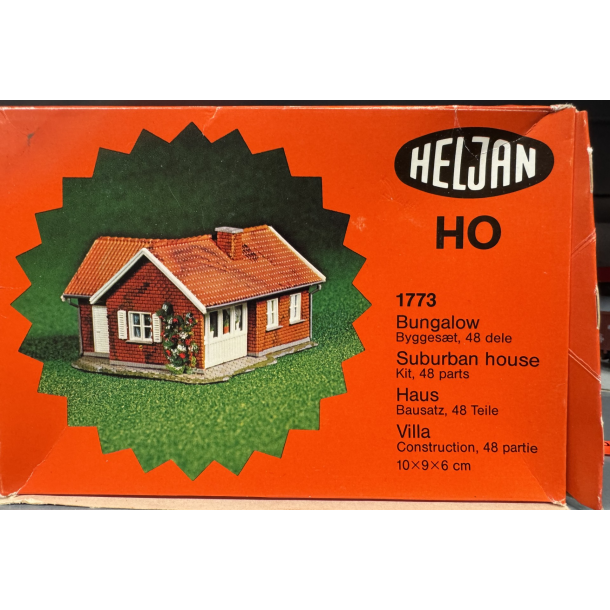 HELJAN
HO
1773
Bungalow
Byggesæt, 48 dele
Suburban house
Kit, 48 parts
Haus
Bausatz, 48 Teile
Villa
Construction, 48 partie
10×9×6 cm